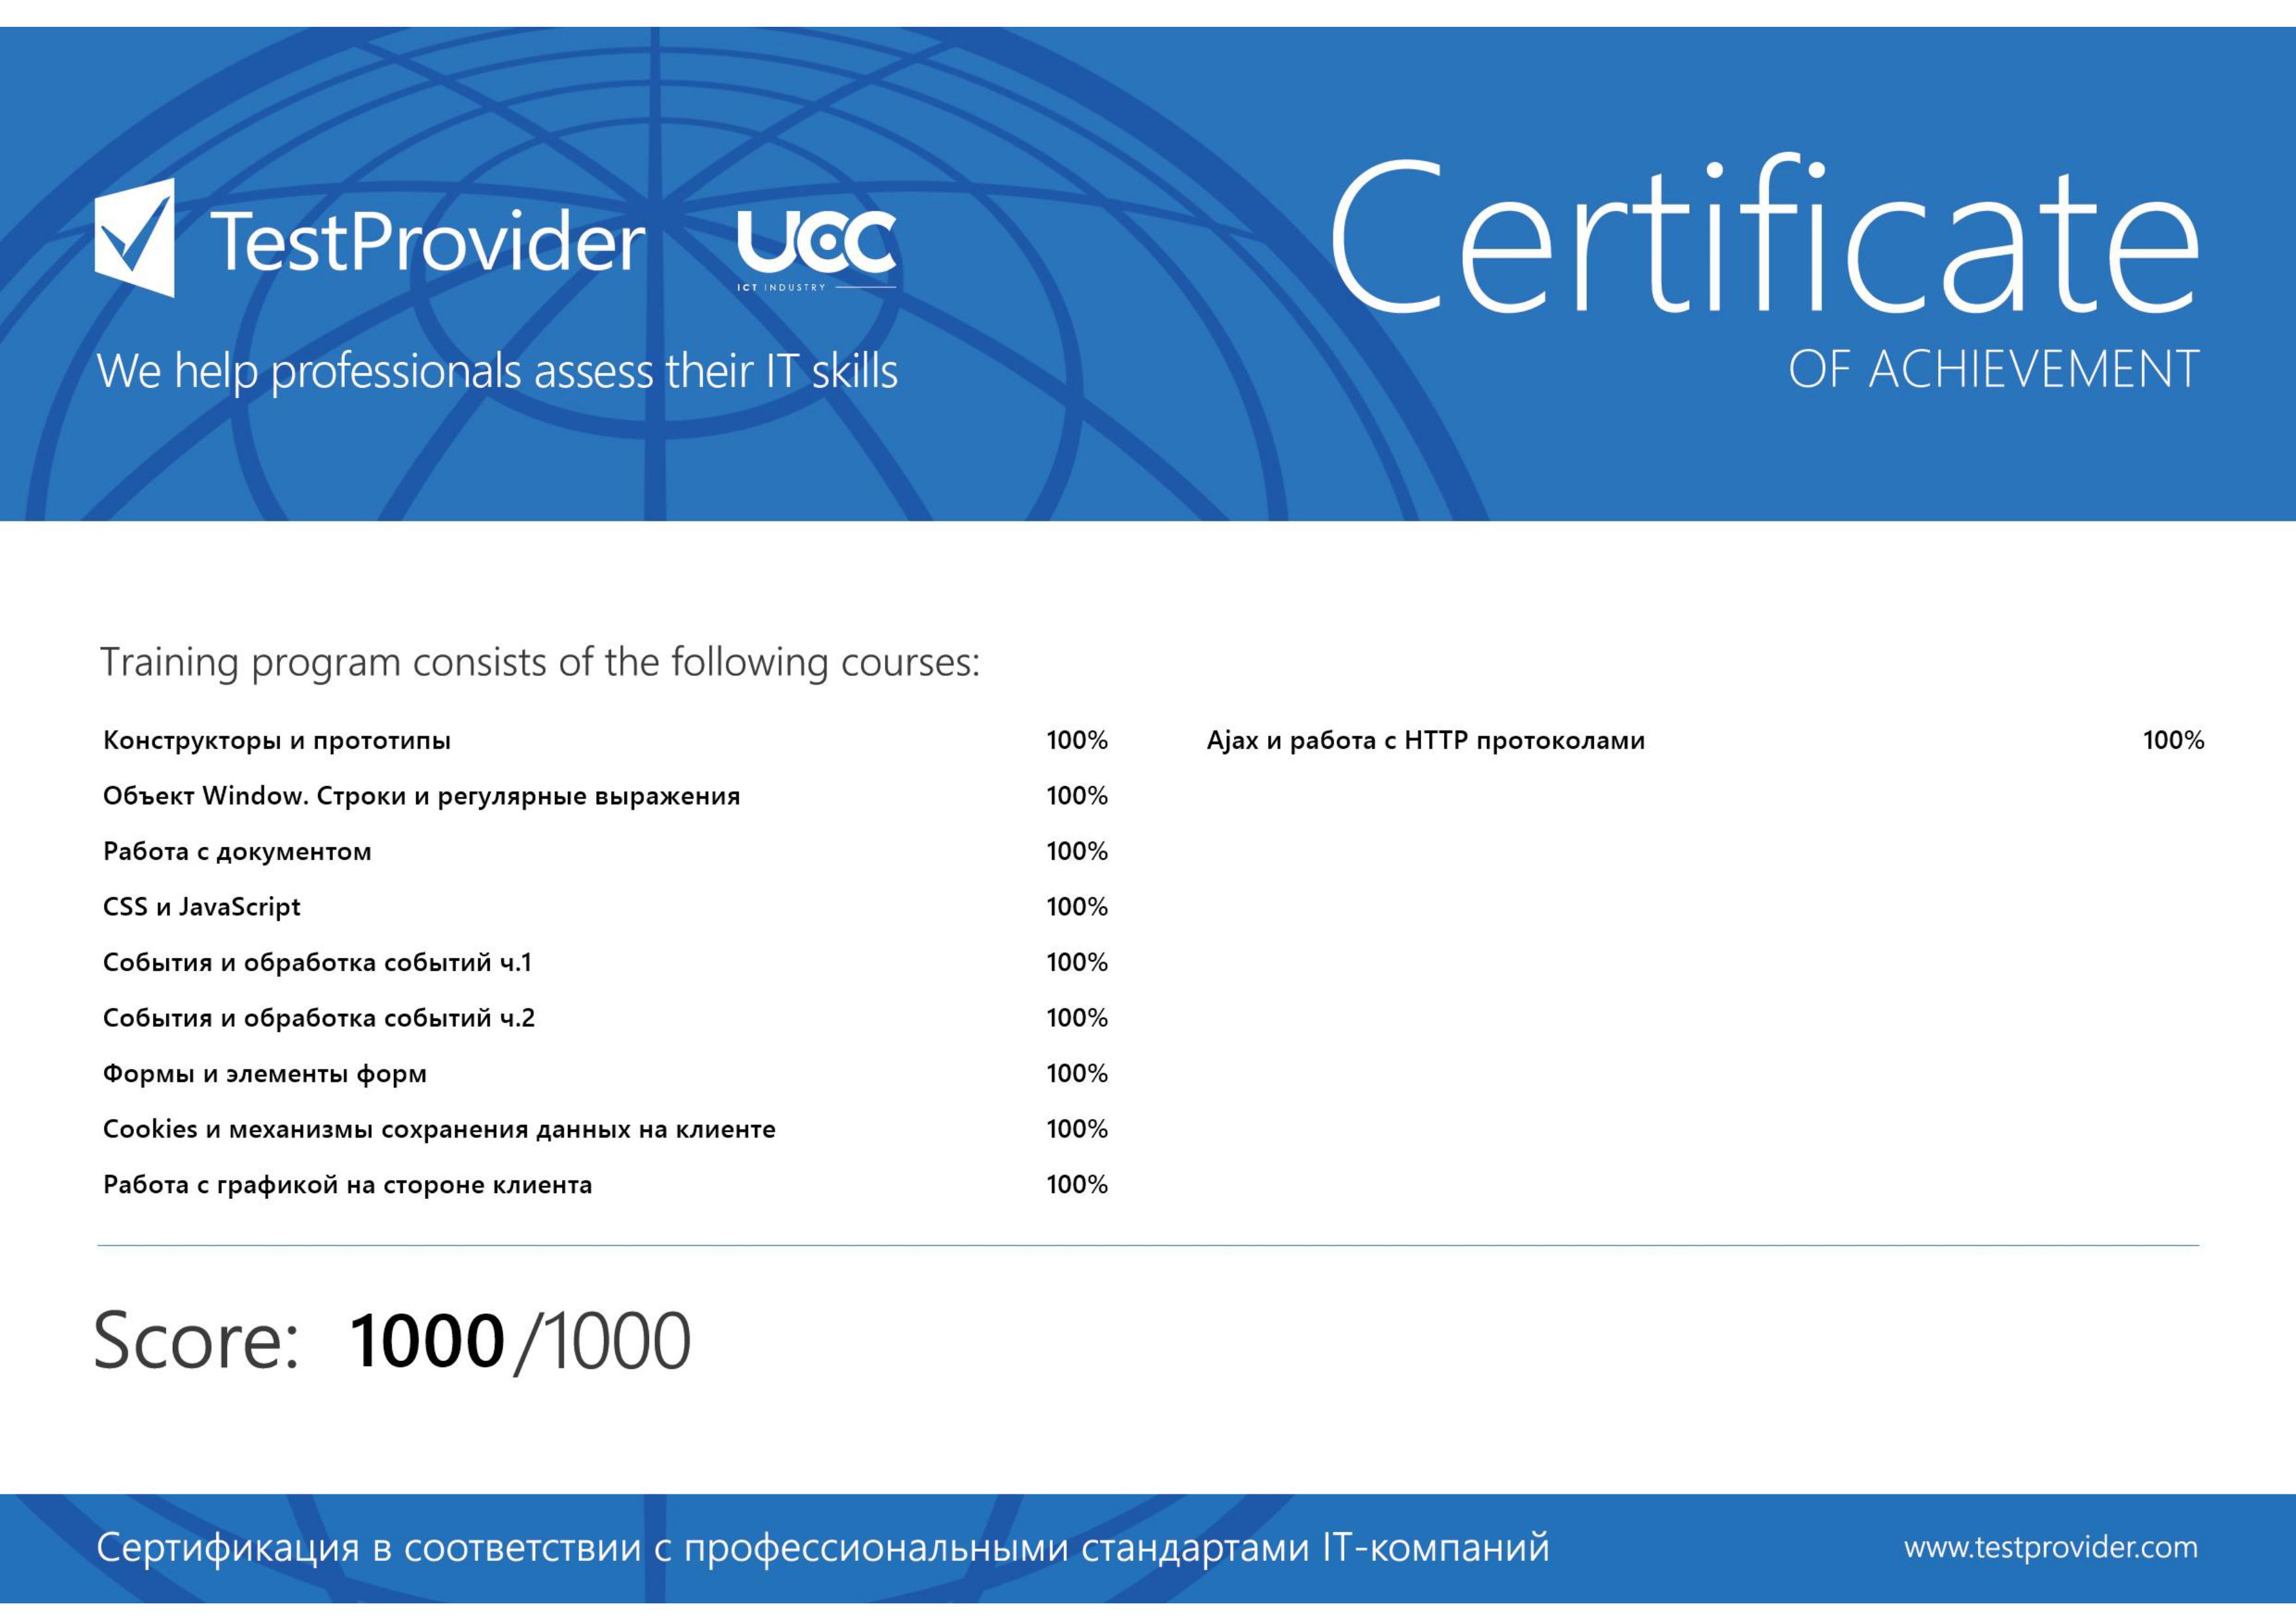 TestProvider
UCC
ICT INDUSTRY
We help professionals assess their IT skills
Certificate
OF ACHIEVEMENT
Training program consists of the following courses:
Конструкторы и прототипы 100%
Объект Window. Строки и регулярные выражения 100%
Работа с документом 100%
CSS и JavaScript 100%
События и обработка событий ч.1 100%
События и обработка событий ч.2 100%
Формы и элементы форм 100%
Cookies и механизмы сохранения данных на клиенте 100%
Работа с графикой на стороне клиента 100%
Ajax и работа с HTTP протоколами 100%
Score: 1000/1000
Сертификация в соответствии с профессиональными стандартами IT-компаний
www.testprovider.com